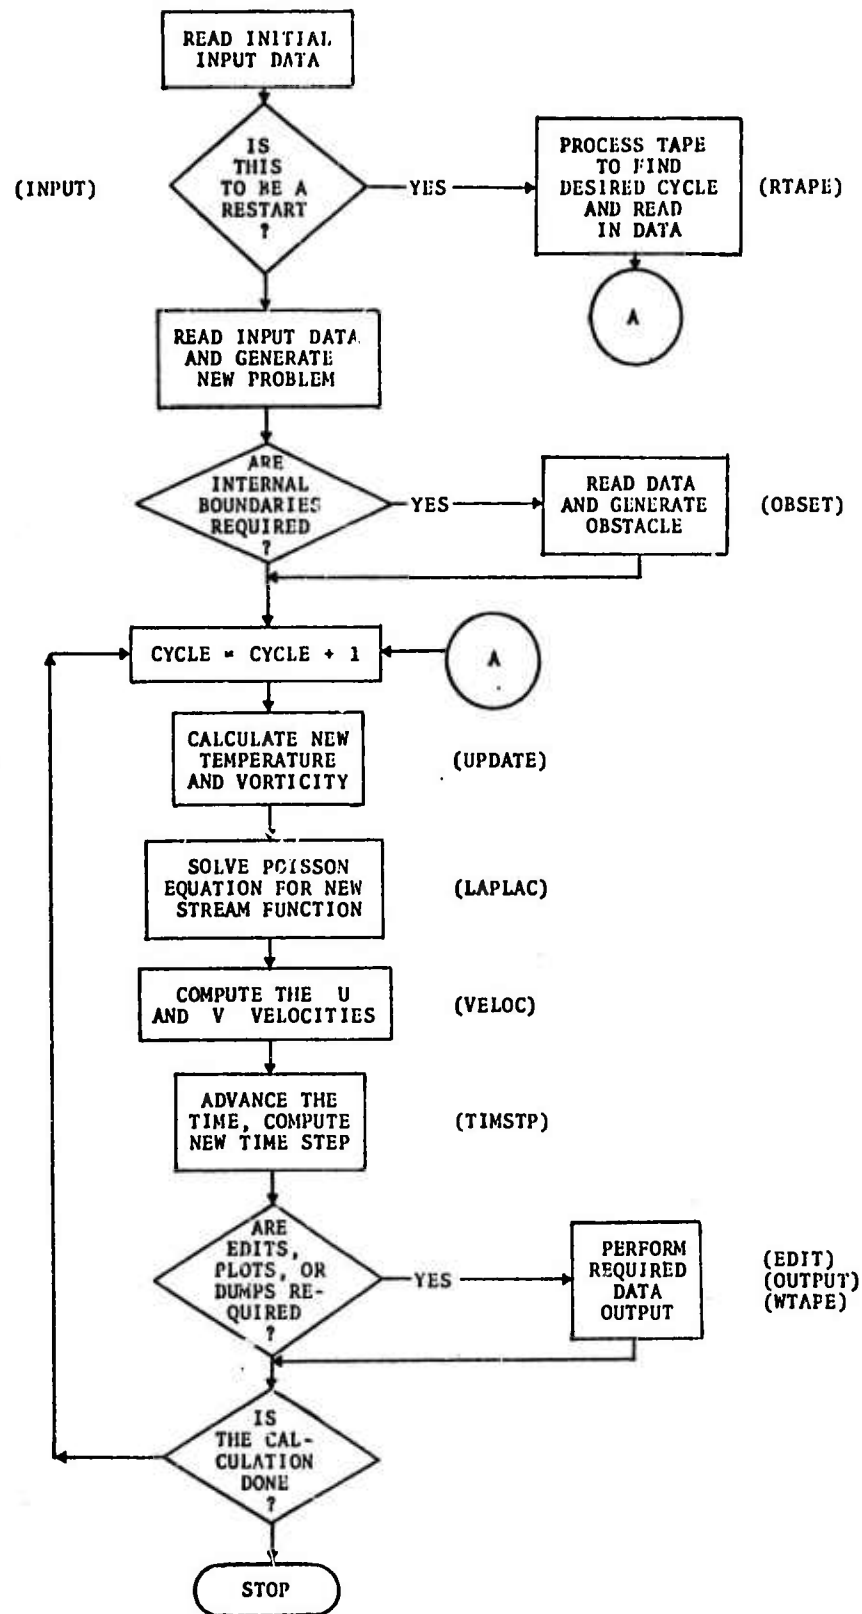 READ INITIAL
INPUT DATA
(INPUT)
IS
THIS
TO BE A
RESTART
?
YES
PROCESS TAPE
TO FIND
DESIRED CYCLE
AND READ
IN DATA
(RTAPE)
A
READ INPUT DATA
AND GENERATE
NEW PROBLEM
ARE
INTERNAL
BOUNDARIES
REQUIRED
?
YES
READ DATA
AND GENERATE
OBSTACLE
(OBSET)
CYCLE = CYCLE + 1
A
CALCULATE NEW
TEMPERATURE
AND VORTICITY
(UPDATE)
SOLVE POISSON
EQUATION FOR NEW
STREAM FUNCTION
(LAPLAC)
COMPUTE THE U
AND V VELOCITIES
(VELOC)
ADVANCE THE
TIME, COMPUTE
NEW TIME STEP
(TIMSTP)
ARE
EDITS,
PLOTS, OR
DUMPS RE-
QUIRED
?
YES
PERFORM
REQUIRED
DATA
OUTPUT
(EDIT)
(OUTPUT)
(WTAPE)
IS
THE CAL-
CULATION
DONE
?
STOP